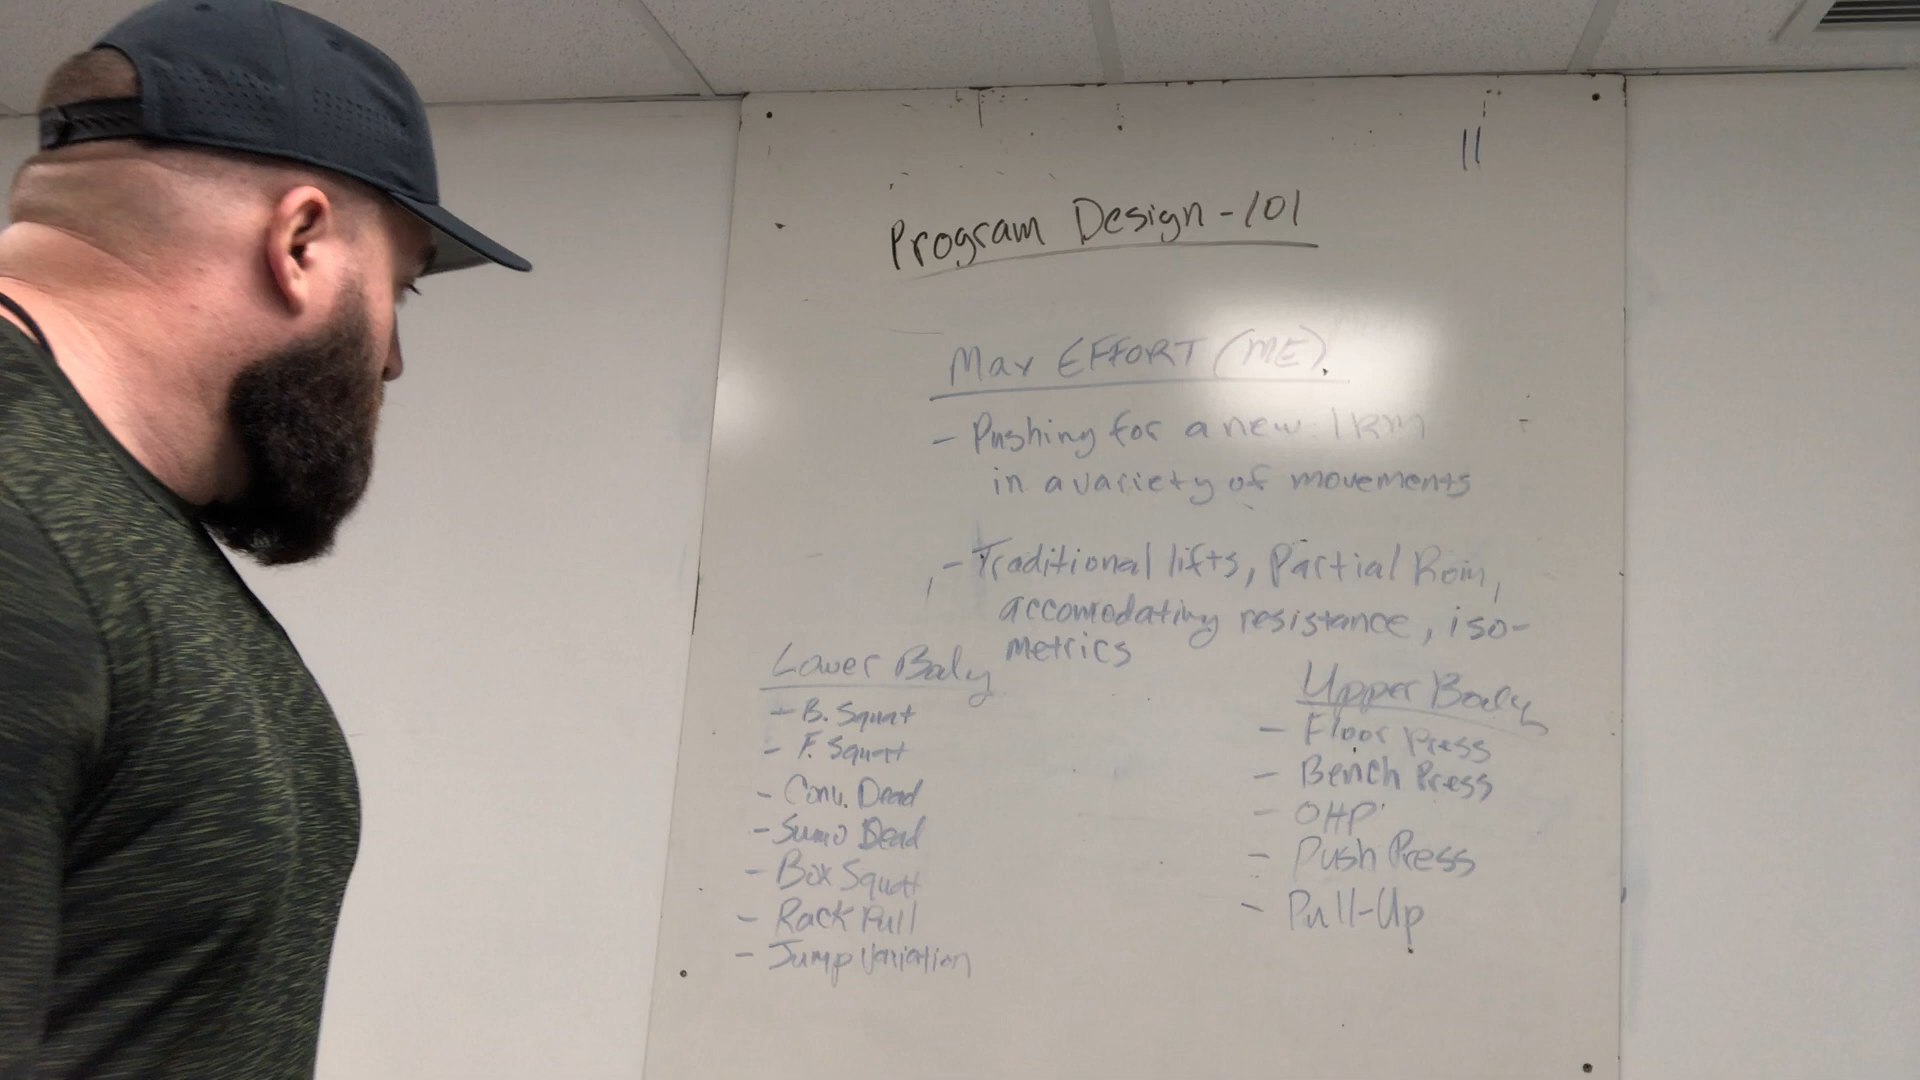 Program Design - 101
Max EFFORT (ME).
- Pushing for a new 1RM
in a variety of movements
- Traditional lifts, Partial Rom,
accomodating resistance, iso-
metrics
Lower Body
- B. Squat
- F. Squat
- Conv. Dead
- Sumo Dead
- Box Squat
- Rack Pull
- Jump Variation
Upper Body
- Floor Press
- Bench Press
- OHP
- Push Press
- Pull-Up